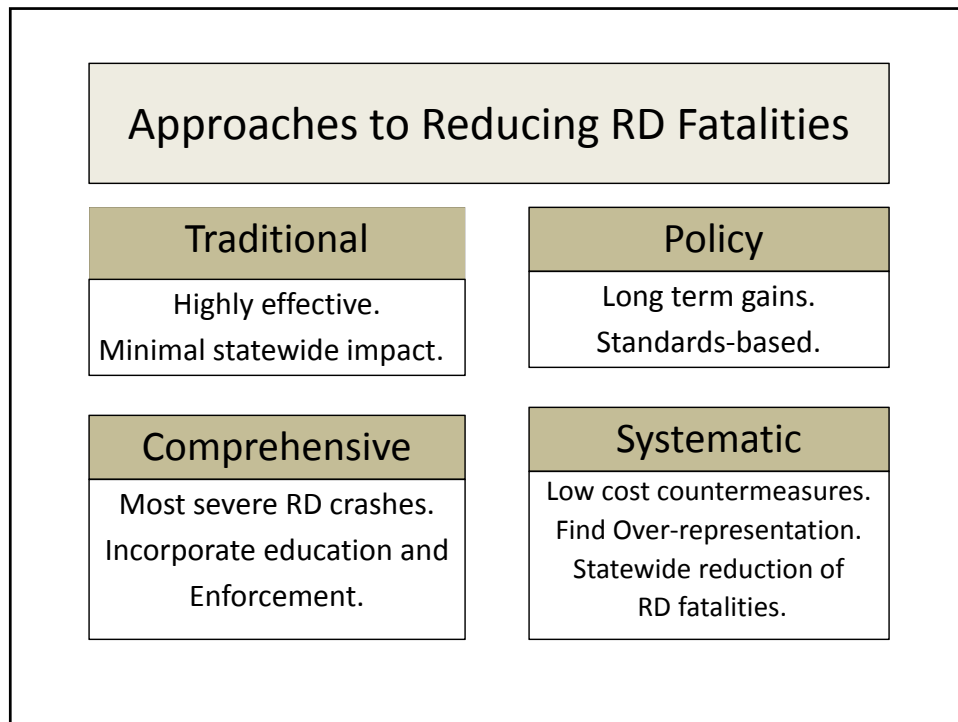 Approaches to Reducing RD Fatalities
Traditional
Highly effective.
Minimal statewide impact.
Policy
Long term gains.
Standards-based.
Comprehensive
Most severe RD crashes.
Incorporate education and
Enforcement.
Systematic
Low cost countermeasures.
Find Over-representation.
Statewide reduction of
RD fatalities.